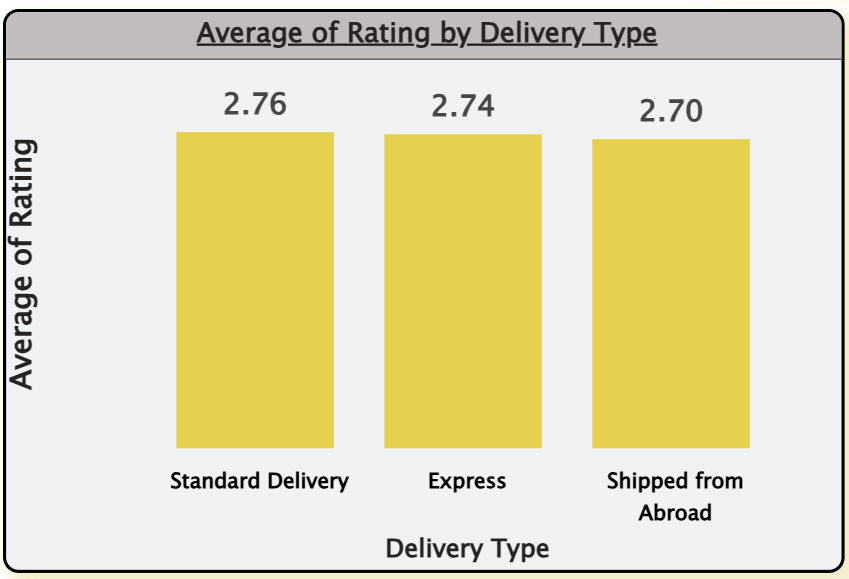 Average of Rating by Delivery Type
2.76
2.74
2.70
Average of Rating
Standard Delivery
Express
Shipped from
Abroad
Delivery Type